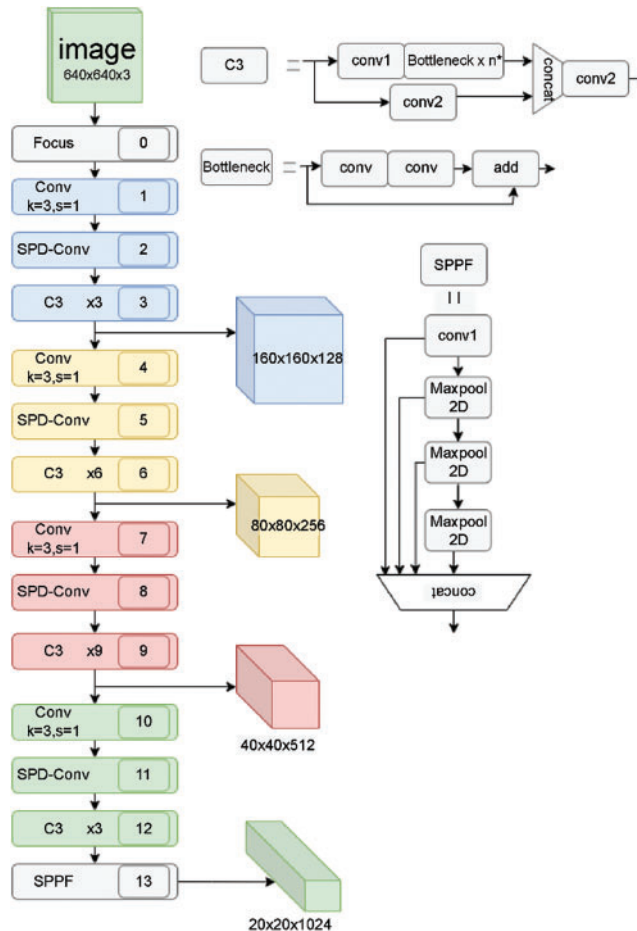 image
640x640x3
Focus 0
Conv
k=3,s=1
1
SPD-Conv 2
C3 x3 3
160x160x128
Conv
k=3,s=1
4
SPD-Conv 5
C3 x6 6
80x80x256
Conv
k=3,s=1
7
SPD-Conv 8
C3 x9 9
40x40x512
Conv
k=3,s=1
10
SPD-Conv 11
C3 x3 12
SPPF 13
20x20x1024
C3 = conv1 Bottleneck x n* concat conv2
conv2
Bottleneck = conv conv add
SPPF
=
conv1
Maxpool
2D
Maxpool
2D
Maxpool
2D
concat